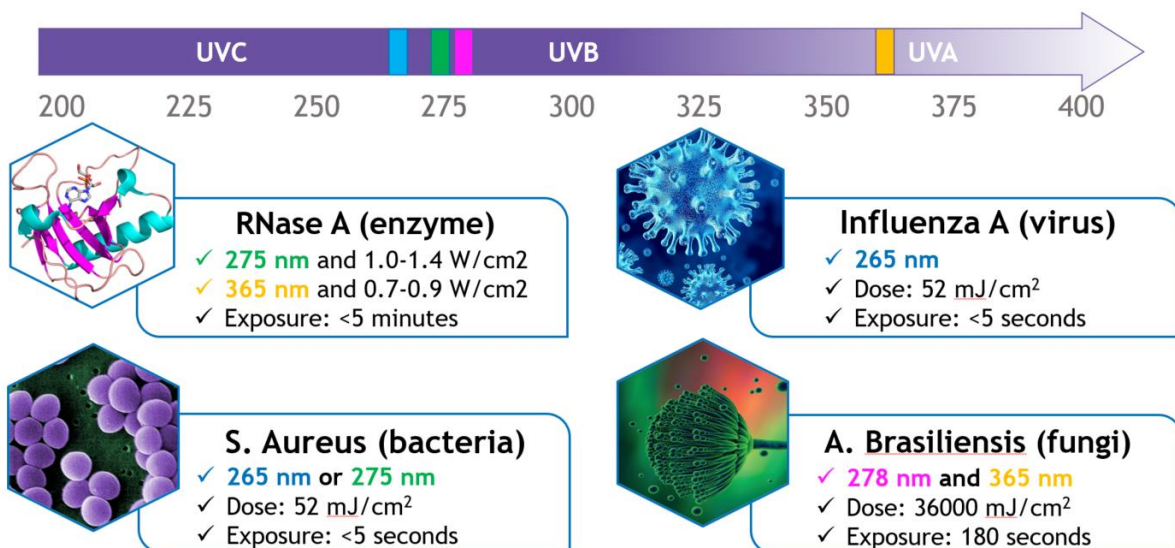 UVC UVB UVA
200 225 250 275 300 325 350 375 400
RNase A (enzyme)
✓ 275 nm and 1.0-1.4 W/cm2
✓ 365 nm and 0.7-0.9 W/cm2
✓ Exposure: <5 minutes
Influenza A (virus)
✓ 265 nm
✓ Dose: 52 mJ/cm²
✓ Exposure: <5 seconds
S. Aureus (bacteria)
✓ 265 nm or 275 nm
✓ Dose: 52 mJ/cm²
✓ Exposure: <5 seconds
A. Brasiliensis (fungi)
✓ 278 nm and 365 nm
✓ Dose: 36000 mJ/cm²
✓ Exposure: 180 seconds